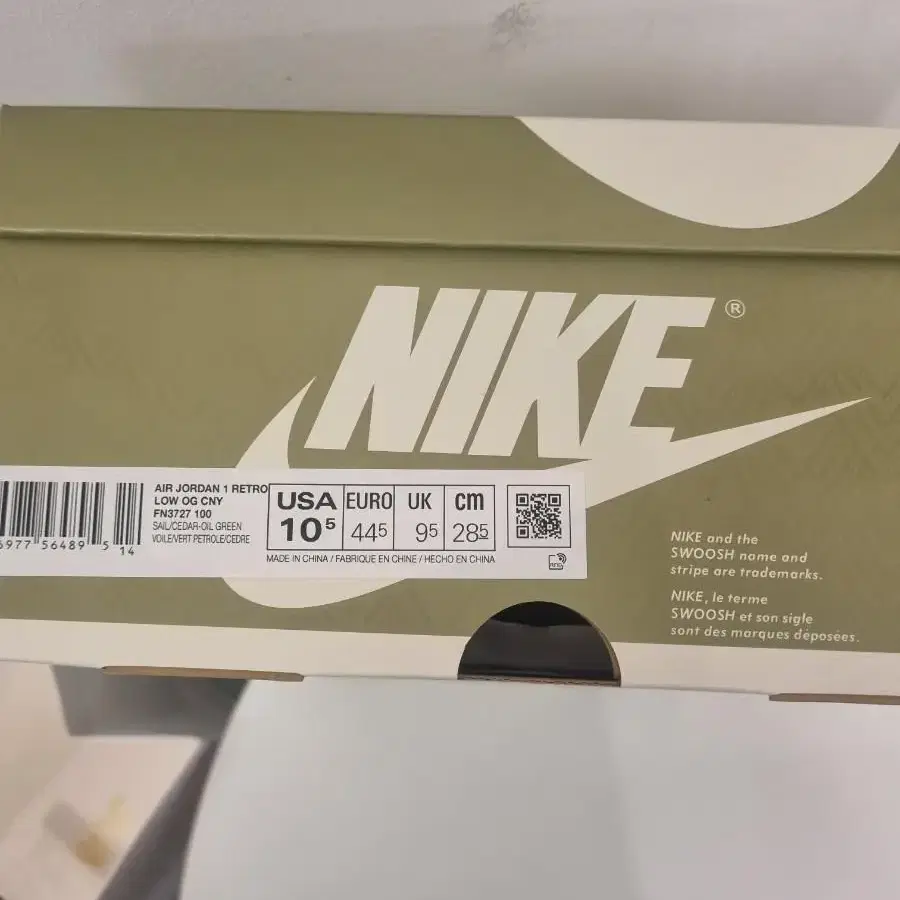 NIKE®
AIR JORDAN 1 RETRO
LOW OG CNY
FN3727 100
SAIL/CEDAR-OIL GREEN
VOILE/VERT PETROLE/CEDRE
56489 5
14
USA EURO UK cm
10⁵ 44⁵ 9⁵ 28⁵
MADE IN CHINA / FABRIQUE EN CHINE / HECHO EN CHINA
NIKE and the
SWOOSH name and
stripe are trademarks.
NIKE, le terme
SWOOSH et son sigle
sont des marques déposées.